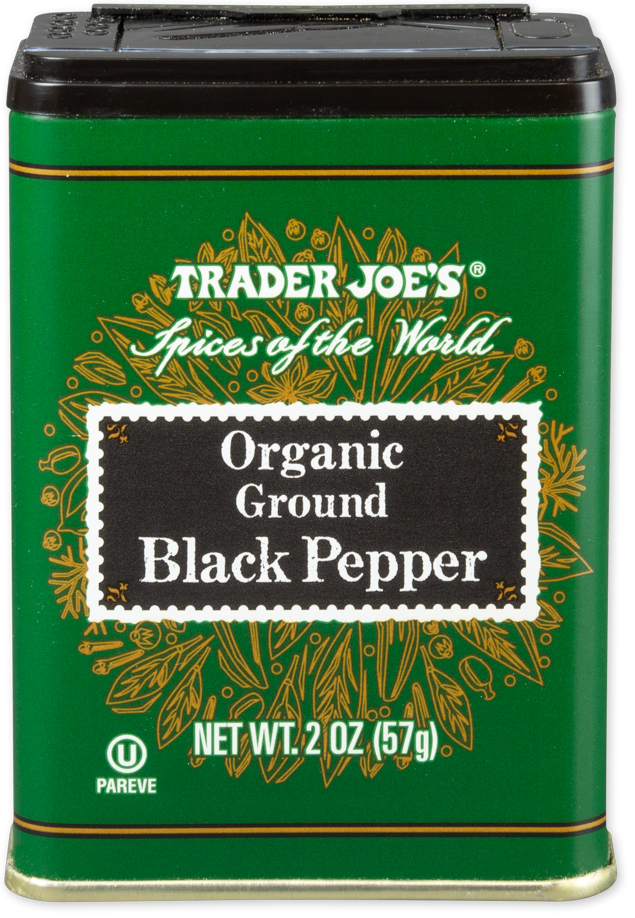 TRADER JOE'S®
Spices of the World
Organic
Ground
Black Pepper
NET WT. 2 OZ (57g)
U
PAREVE